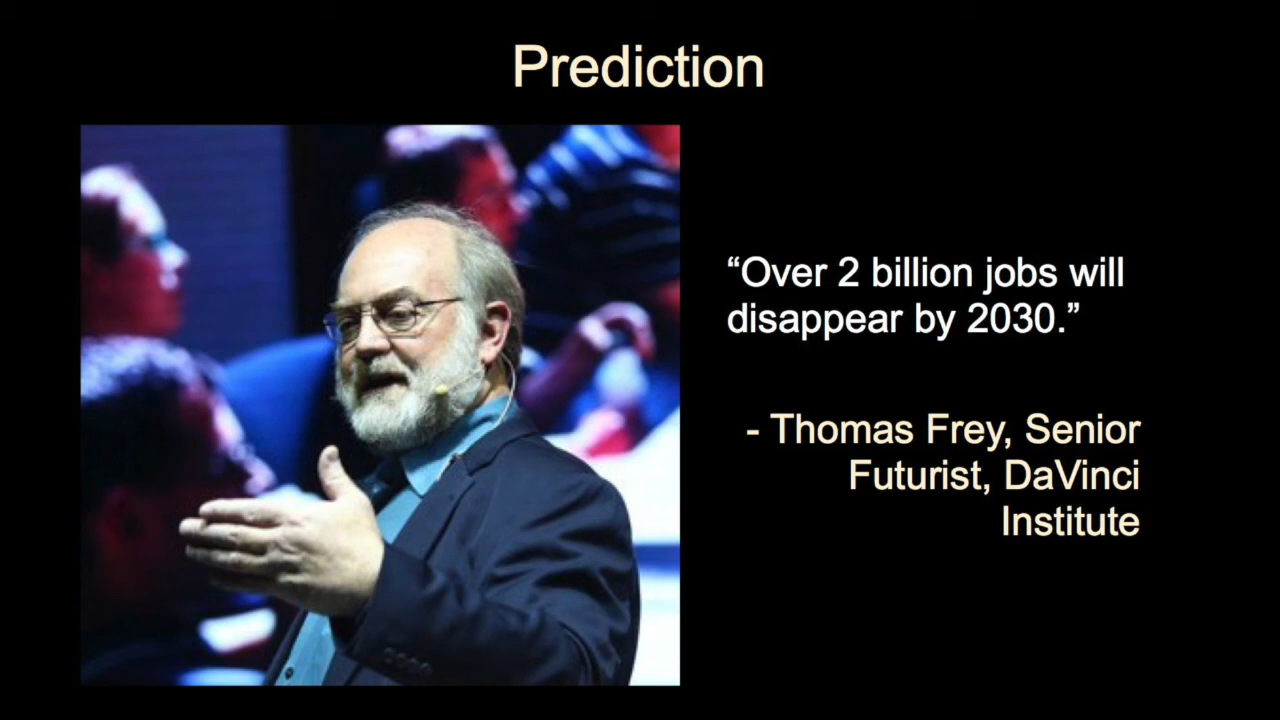 Prediction
“Over 2 billion jobs will
disappear by 2030.”
- Thomas Frey, Senior
Futurist, DaVinci
Institute